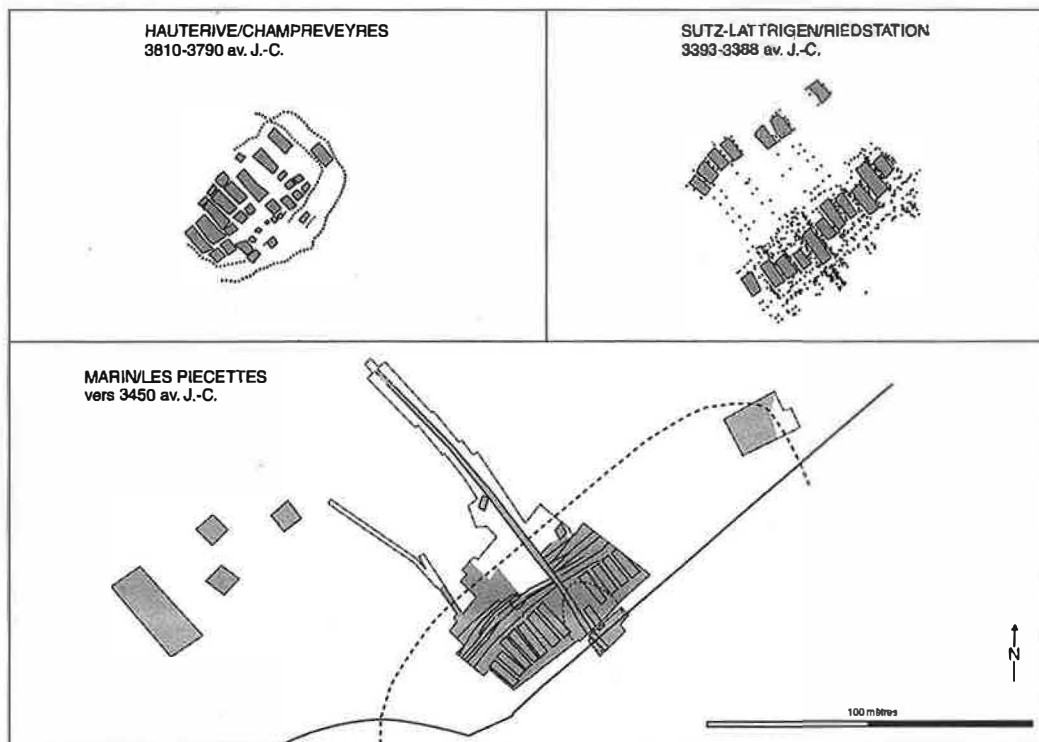 HAUTERIVE/CHAMPREVEYRES
3810-3790 av. J.-C.
SUTZ-LATTRIGEN/RIEDSTATION
3393-3388 av. J.-C.
MARIN/LES PIECETTES
vers 3450 av. J.-C.
N
100 mètres